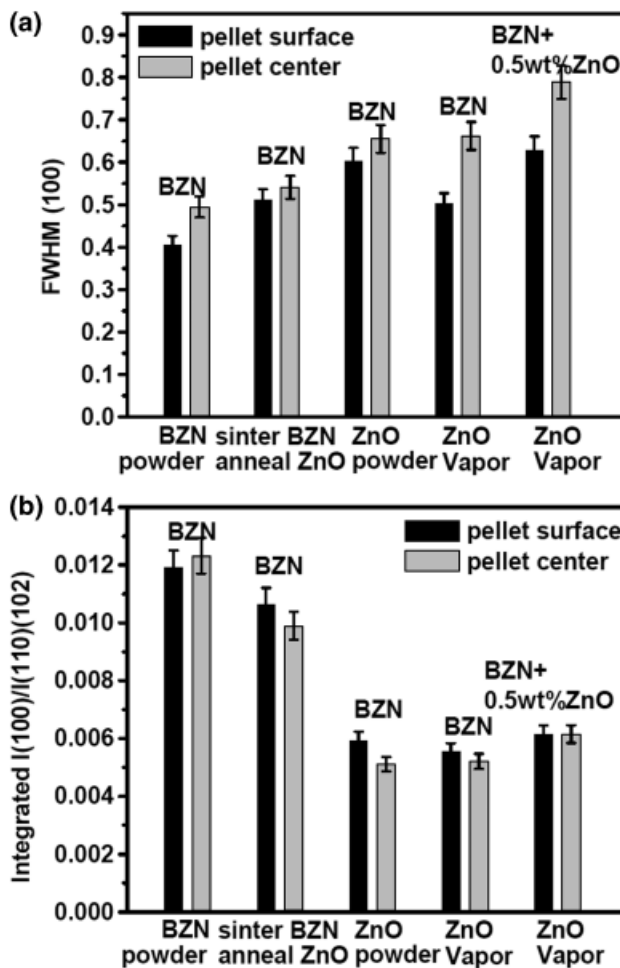 (a)
0.9
0.8
0.7
0.6
0.5
0.4
0.3
0.2
0.1
0.0
FWHM (100)
pellet surface
pellet center
BZN
BZN
BZN
BZN
BZN+
0.5wt%ZnO
BZN
powder
sinter BZN
anneal ZnO
ZnO
powder
ZnO
Vapor
ZnO
Vapor
(b)
0.014
0.012
0.010
0.008
0.006
0.004
0.002
0.000
Integrated I(100)/I(110)(102)
pellet surface
pellet center
BZN
BZN
BZN
BZN
BZN+
0.5wt%ZnO
BZN
powder
sinter BZN
anneal ZnO
ZnO
powder
ZnO
Vapor
ZnO
Vapor